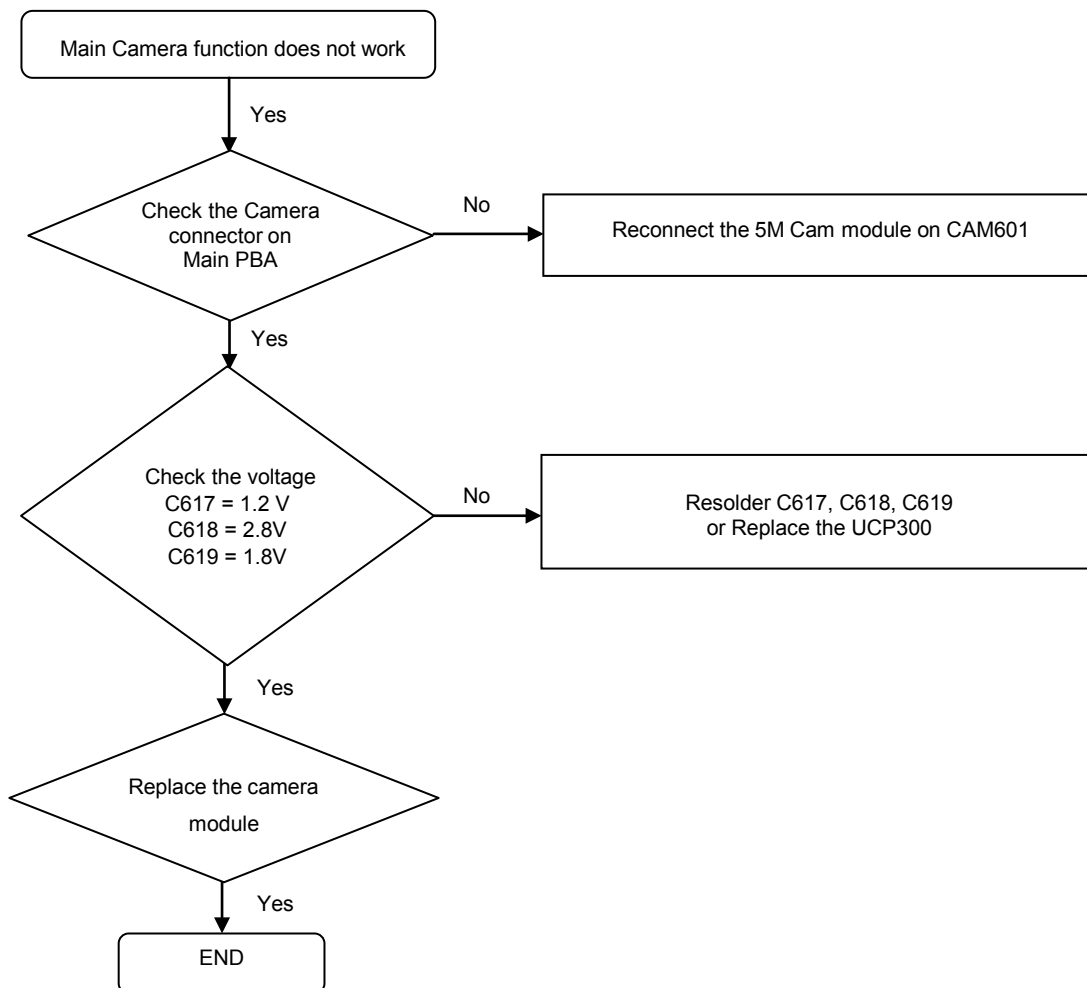 Main Camera function does not work
Yes
Check the Camera
connector on
Main PBA
No
Reconnect the 5M Cam module on CAM601
Yes
Check the voltage
C617 = 1.2 V
C618 = 2.8V
C619 = 1.8V
No
Resolder C617, C618, C619
or Replace the UCP300
Yes
Replace the camera
module
Yes
END